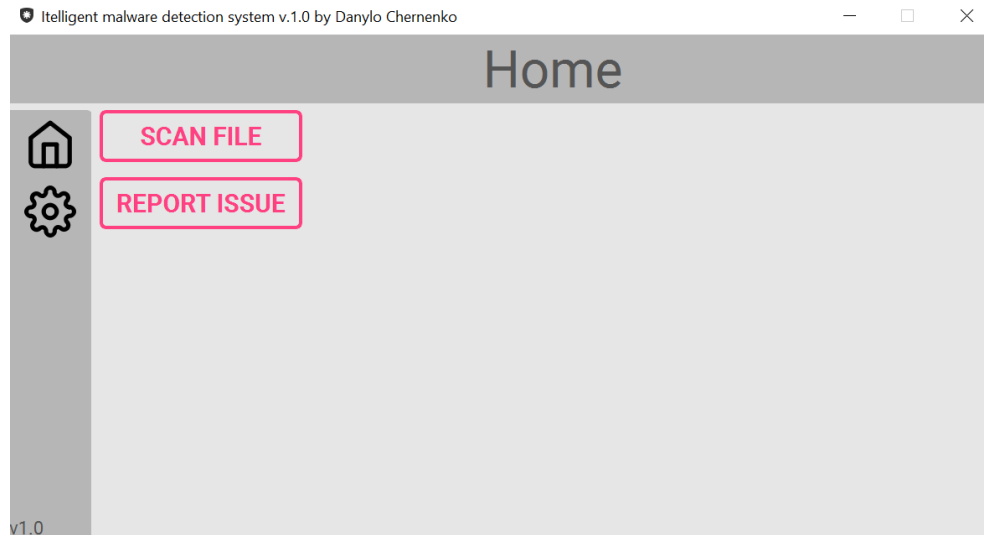 Itelligent malware detection system v.1.0 by Danylo Chernenko
Home
SCAN FILE
REPORT ISSUE
v1.0